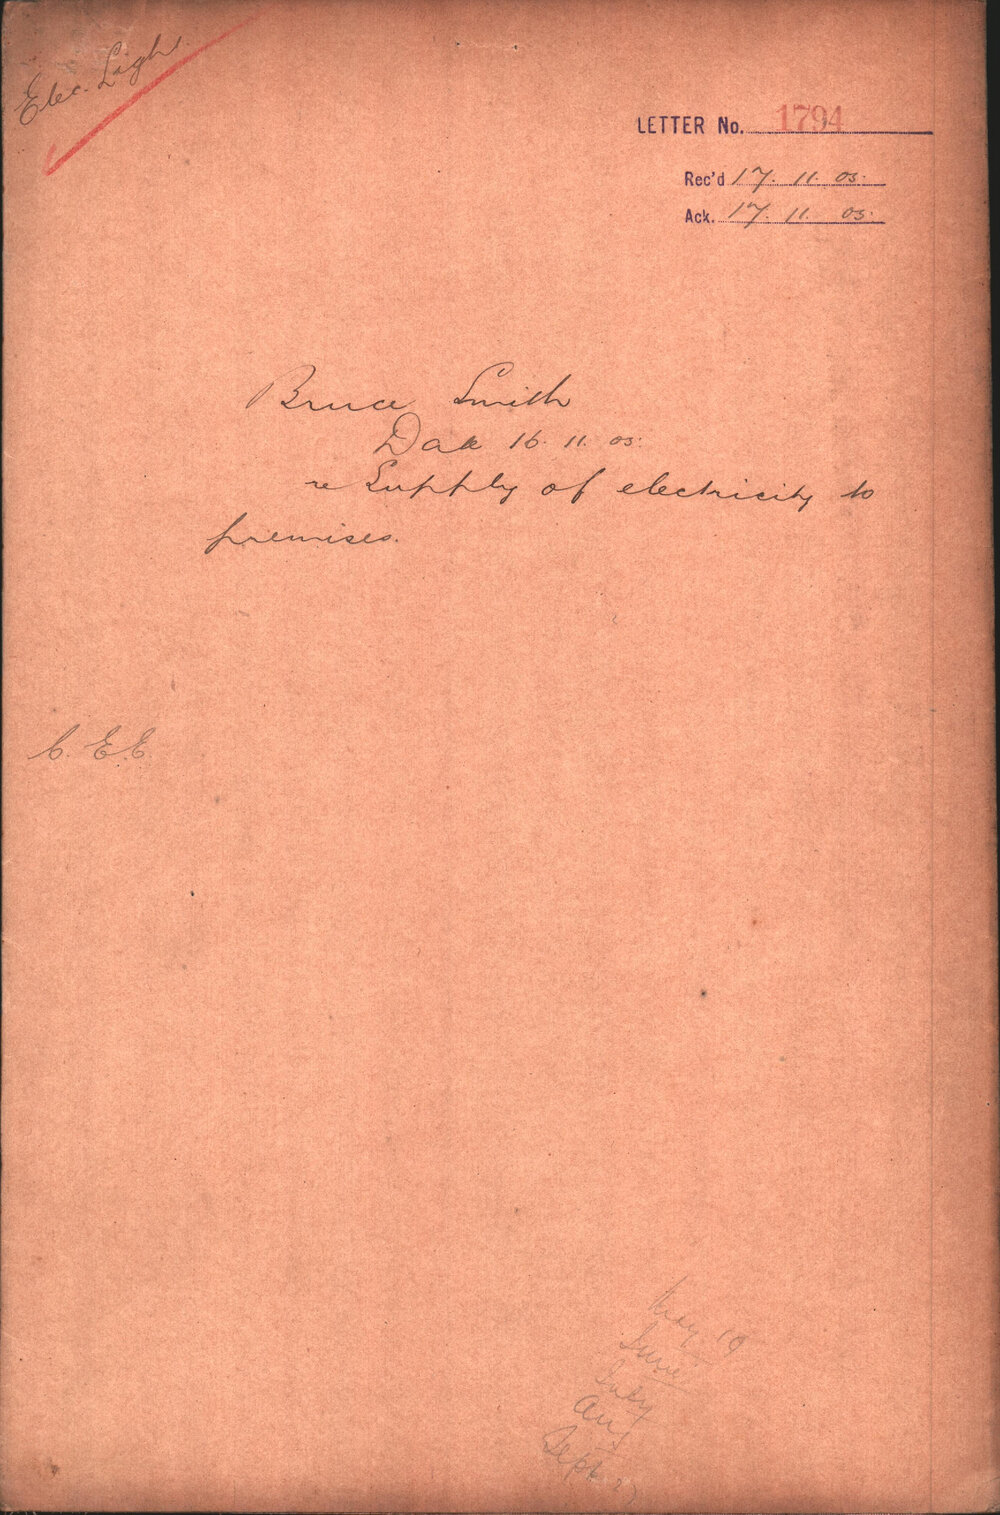 Elec. Light.
LETTER No. 1794
Rec'd 17. 11. 05.
Ack. 17. 11. 05.
Bruce Smith
Date 16. 11. 05.
re Supply of electricity to
premises.
C. E.E.
May 19
June
July
Aug
Sept